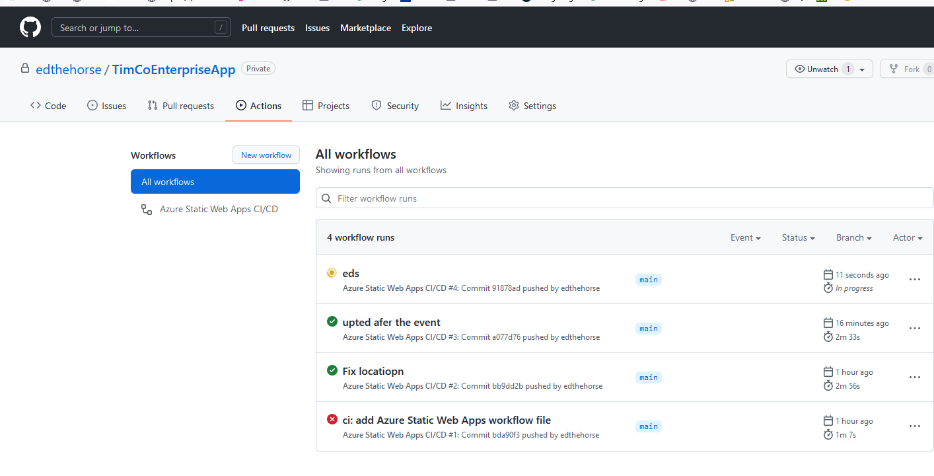 Search or jump to... /
Pull requests Issues Marketplace Explore
edthehorse / TimCoEnterpriseApp Private
Unwatch 1
Fork 0
Code Issues Pull requests Actions Projects Security Insights Settings
Workflows
New workflow
All workflows
Azure Static Web Apps CI/CD
All workflows
Showing runs from all workflows
Filter workflow runs
4 workflow runs
Event Status Branch Actor
eds
Azure Static Web Apps CI/CD #4: Commit 91878ad pushed by edthehorse
main
11 seconds ago
In progress
upted afer the event
Azure Static Web Apps CI/CD #3: Commit a077d76 pushed by edthehorse
main
16 minutes ago
2m 33s
Fix locatiopn
Azure Static Web Apps CI/CD #2: Commit bb9dd2b pushed by edthehorse
main
1 hour ago
2m 56s
ci: add Azure Static Web Apps workflow file
Azure Static Web Apps CI/CD #1: Commit bda90f3 pushed by edthehorse
main
1 hour ago
1m 7s